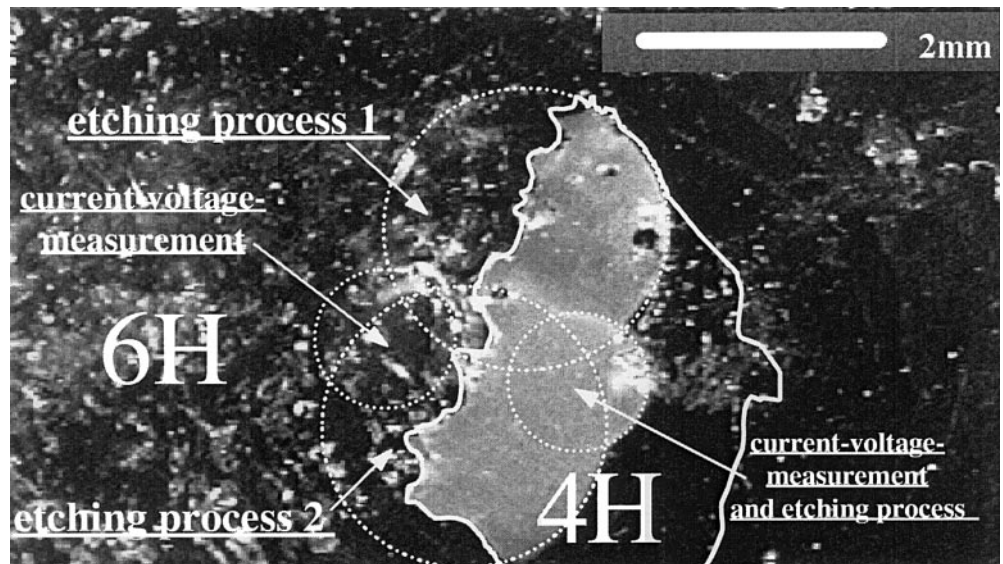 2mm
etching process 1
current-voltage-
measurement
6H
etching process 2
4H
current-voltage-
measurement
and etching process